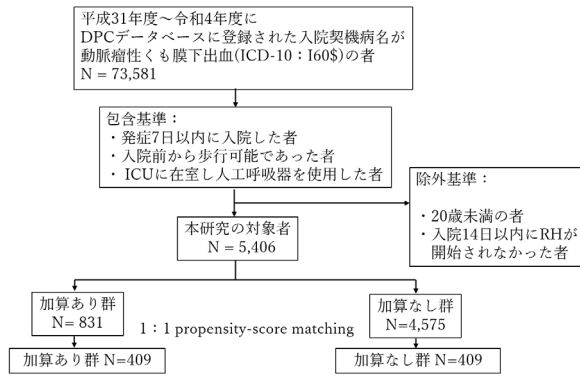 平成31年度～令和4年度に
DPCデータベースに登録された入院契機病名が
動脈瘤性くも膜下出血(ICD-10：I60$)の者
N = 73,581
包含基準：
・発症7日以内に入院した者
・入院前から歩行可能であった者
・ ICUに在室し人工呼吸器を使用した者
除外基準：
・20歳未満の者
・入院14日以内にRHが
開始されなかった者
本研究の対象者
N = 5,406
加算あり群
N= 831
加算なし群
N=4,575
1：1 propensity-score matching
加算あり群 N=409
加算なし群 N=409